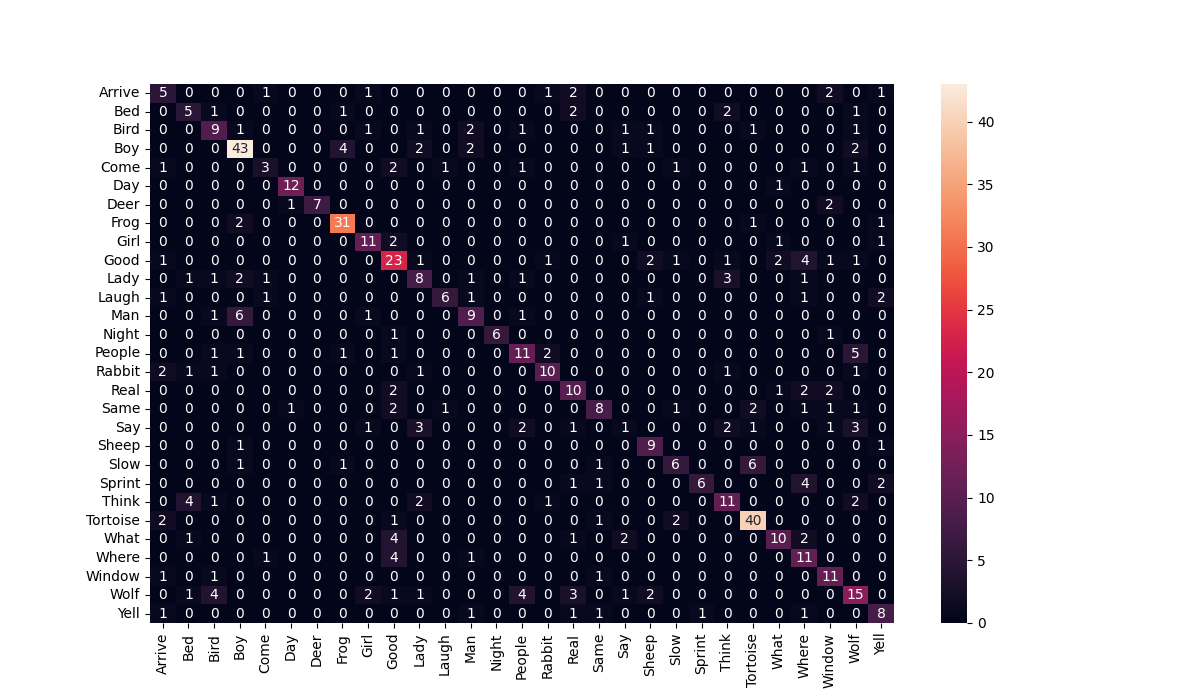 Arrive 5 0 0 0 1 0 0 0 1 0 0 0 0 0 0 1 2 0 0 0 0 0 0 0 0 0 2 0 1
Bed 0 5 1 0 0 0 0 1 0 0 0 0 0 0 0 0 2 0 0 0 0 0 2 0 0 0 0 1 0
Bird 0 0 9 1 0 0 0 0 1 0 1 0 2 0 1 0 0 0 1 1 0 0 0 1 0 0 0 1 0
Boy 0 0 0 43 0 0 0 4 0 0 2 0 2 0 0 0 0 0 1 1 0 0 0 0 0 0 0 2 0
Come 1 0 0 0 3 0 0 0 0 2 0 1 0 0 1 0 0 0 0 0 1 0 0 0 0 1 0 1 0
Day 0 0 0 0 0 12 0 0 0 0 0 0 0 0 0 0 0 0 0 0 0 0 0 0 1 0 0 0 0
Deer 0 0 0 0 0 1 7 0 0 0 0 0 0 0 0 0 0 0 0 0 0 0 0 0 0 0 2 0 0
Frog 0 0 0 2 0 0 0 31 0 0 0 0 0 0 0 0 0 0 0 0 0 0 0 1 0 0 0 0 1
Girl 0 0 0 0 0 0 0 0 11 2 0 0 0 0 0 0 0 0 1 0 0 0 0 0 1 0 0 0 1
Good 1 0 0 0 0 0 0 0 0 23 1 0 0 0 0 1 0 0 0 2 1 0 1 0 2 4 1 1 0
Lady 0 1 1 2 1 0 0 0 0 0 8 0 1 0 1 0 0 0 0 0 0 0 3 0 0 1 0 0 0
Laugh 1 0 0 0 1 0 0 0 0 0 0 6 1 0 0 0 0 0 0 1 0 0 0 0 0 1 0 0 2
Man 0 0 1 6 0 0 0 0 1 0 0 0 9 0 1 0 0 0 0 0 0 0 0 0 0 0 0 0 0
Night 0 0 0 0 0 0 0 0 0 1 0 0 0 6 0 0 0 0 0 0 0 0 0 0 0 0 1 0 0
People 0 0 1 1 0 0 0 1 0 1 0 0 0 0 11 2 0 0 0 0 0 0 0 0 0 0 0 5 0
Rabbit 2 1 1 0 0 0 0 0 0 0 1 0 0 0 0 10 0 0 0 0 0 0 1 0 0 0 0 1 0
Real 0 0 0 0 0 0 0 0 0 2 0 0 0 0 0 0 10 0 0 0 0 0 0 0 1 2 2 0 0
Same 0 0 0 0 0 1 0 0 0 2 0 1 0 0 0 0 0 8 0 0 1 0 0 2 0 1 1 1 0
Say 0 0 0 0 0 0 0 0 1 0 3 0 0 0 2 0 1 0 1 0 0 0 2 1 0 0 1 3 0
Sheep 0 0 0 1 0 0 0 0 0 0 0 0 0 0 0 0 0 0 0 9 0 0 0 0 0 0 0 0 1
Slow 0 0 0 1 0 0 0 1 0 0 0 0 0 0 0 0 0 1 0 0 6 0 0 6 0 0 0 0 0
Sprint 0 0 0 0 0 0 0 0 0 0 0 0 0 0 0 0 1 1 0 0 0 6 0 0 0 4 0 0 2
Think 0 4 1 0 0 0 0 0 0 0 2 0 0 0 0 1 0 0 0 0 0 0 11 0 0 0 0 2 0
Tortoise 2 0 0 0 0 0 0 0 0 1 0 0 0 0 0 0 0 1 0 0 2 0 0 40 0 0 0 0 0
What 0 1 0 0 0 0 0 0 0 4 0 0 0 0 0 0 1 0 2 0 0 0 0 0 10 2 0 0 0
Where 0 0 0 0 1 0 0 0 0 4 0 0 1 0 0 0 0 0 0 0 0 0 0 0 0 11 0 0 0
Window 1 0 1 0 0 0 0 0 0 0 0 0 0 0 0 0 0 1 0 0 0 0 0 0 0 0 11 0 0
Wolf 0 1 4 0 0 0 0 0 2 1 1 0 0 0 4 0 3 0 1 2 0 0 0 0 0 0 0 15 0
Yell 1 0 0 0 0 0 0 0 0 0 0 0 1 0 0 0 1 1 0 0 0 1 0 0 0 1 0 0 8
Arrive Bed Bird Boy Come Day Deer Frog Girl Good Lady Laugh Man Night People Rabbit Real Same Say Sheep Slow Sprint Think Tortoise What Where Window Wolf Yell
40
35
30
25
20
15
10
5
0